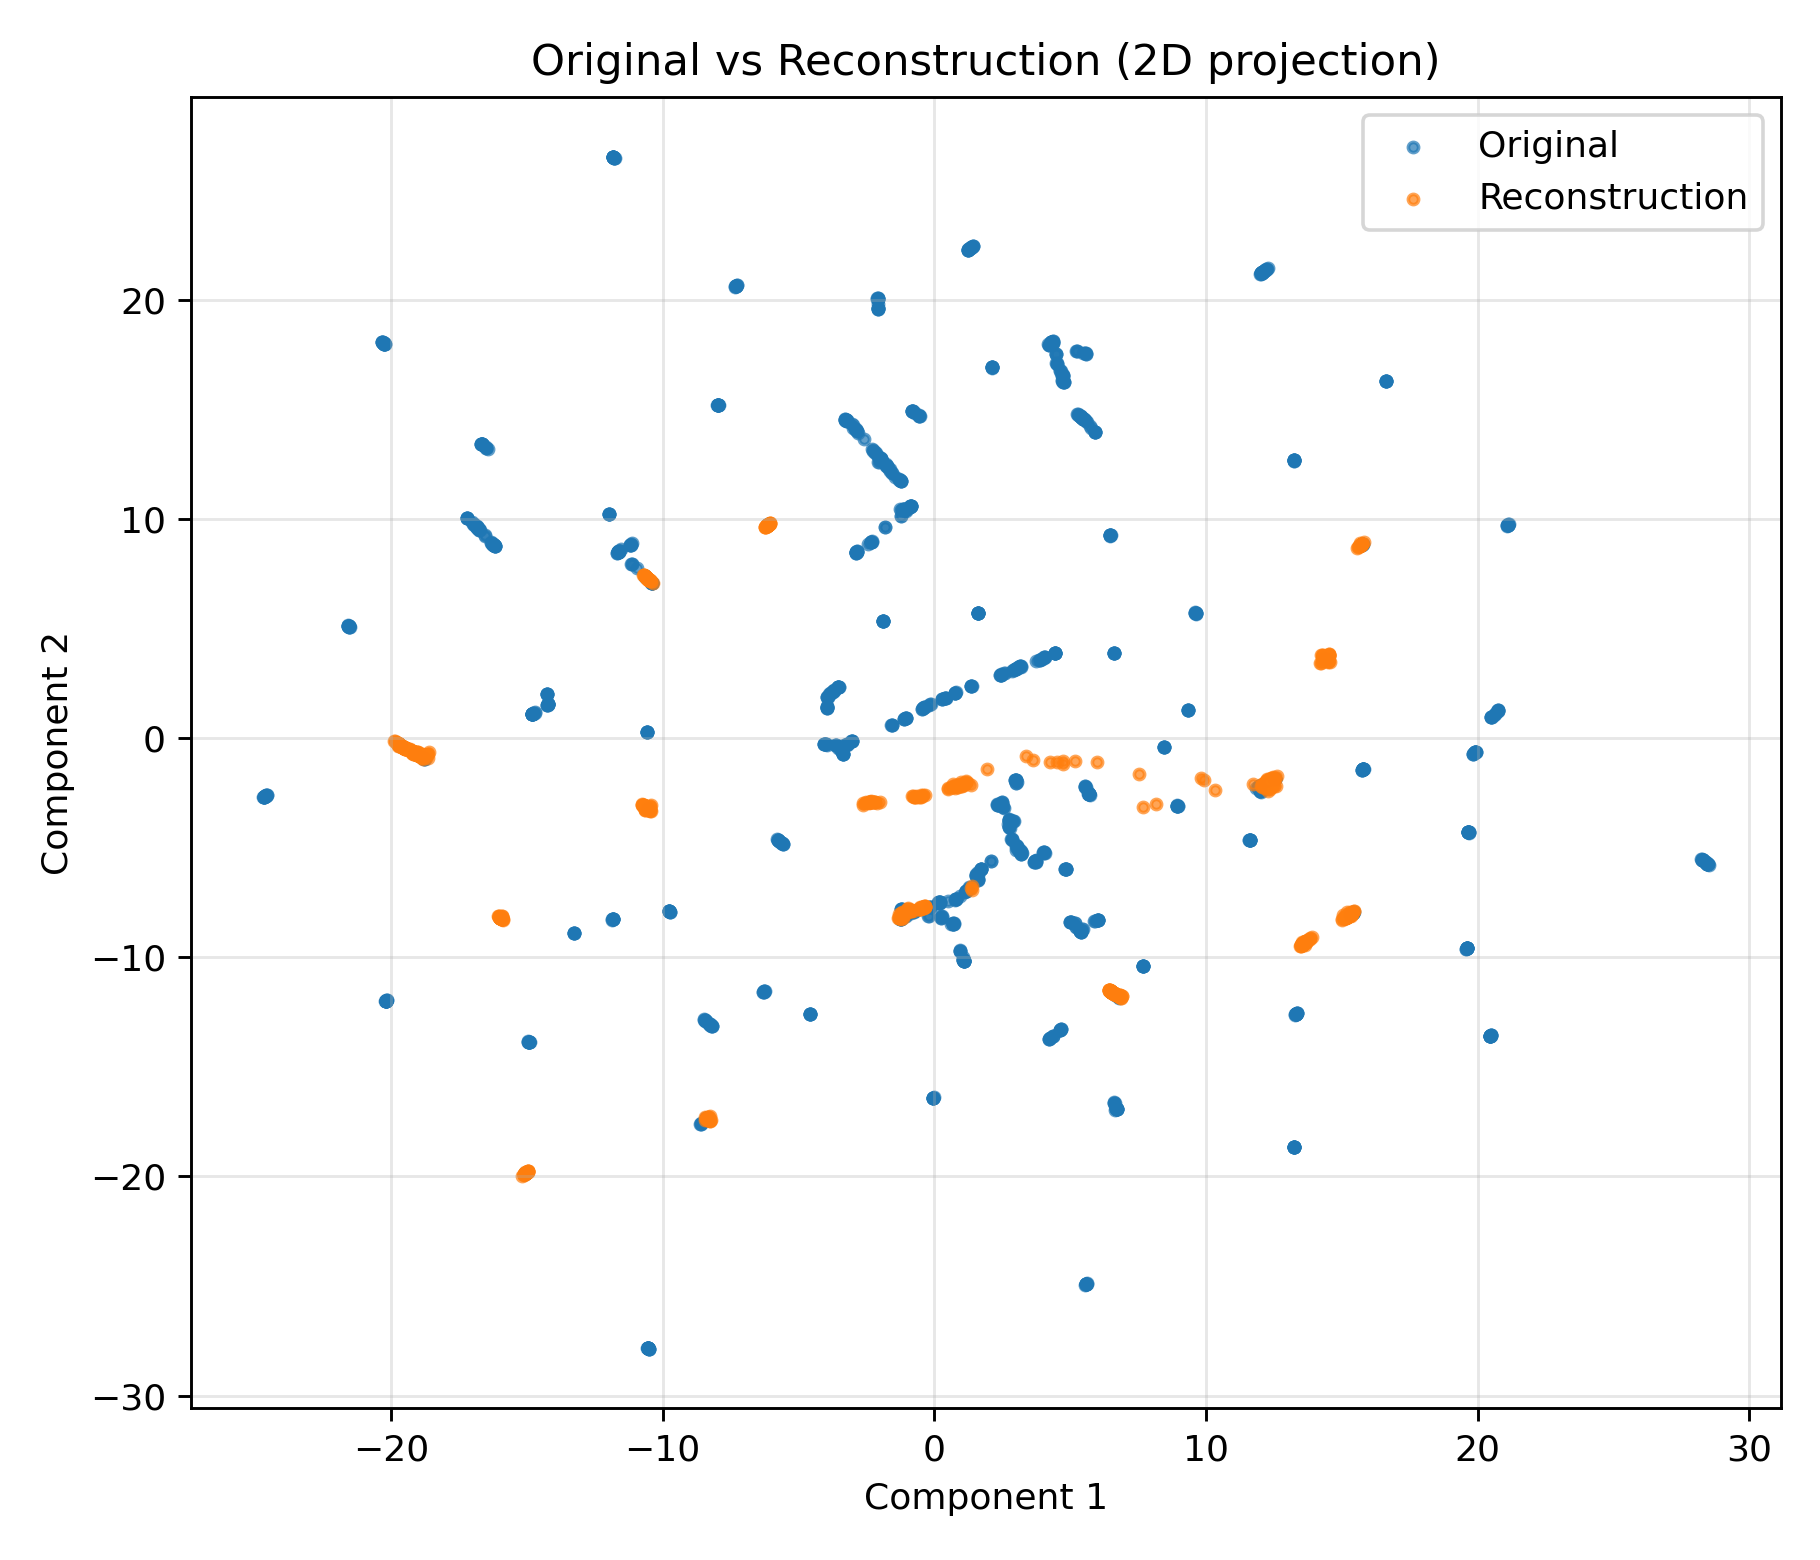 Original vs Reconstruction (2D projection)
Original
Reconstruction
Component 2
20
10
0
−10
−20
−30
−20
−10
0
10
20
30
Component 1